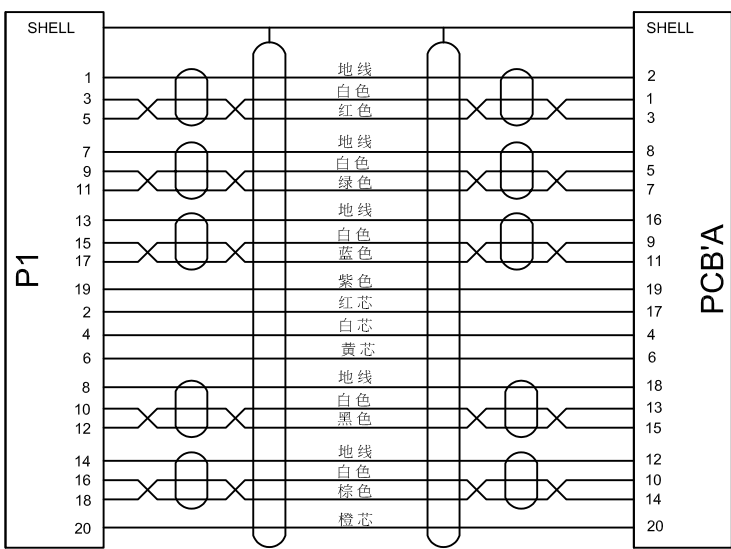 SHELL SHELL
1 地线 2
3 白色 1
5 红色 3
7 地线 8
9 白色 5
11 绿色 7
13 地线 16
15 白色 9
17 蓝色 11
19 紫色 19
2 红芯 17
4 白芯 4
6 黄芯 6
8 地线 18
10 白色 13
12 黑色 15
14 地线 12
16 白色 10
18 棕色 14
20 橙芯 20
P1
PCB'A